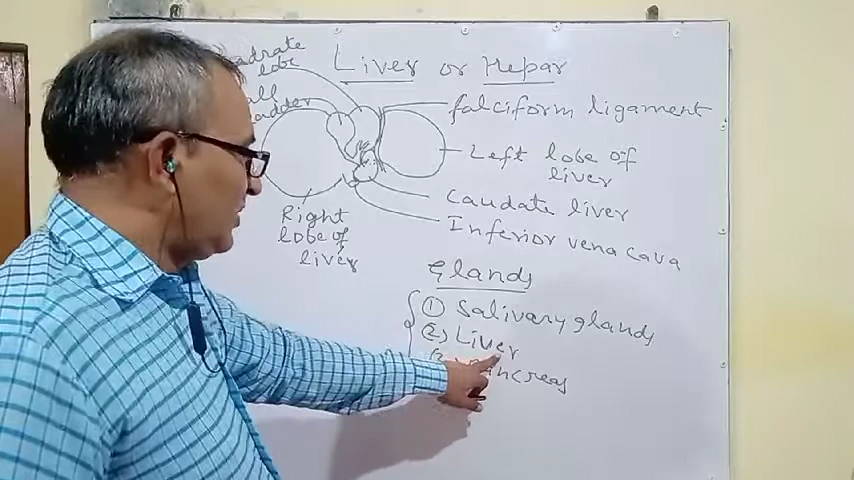 Liver or Hepar
lobe
falciform ligament
Left lobe of
liver
Caudate liver
Inferior vena cava
Right
lobe of
liver
Glands
① Salivary glands
(2) Liver